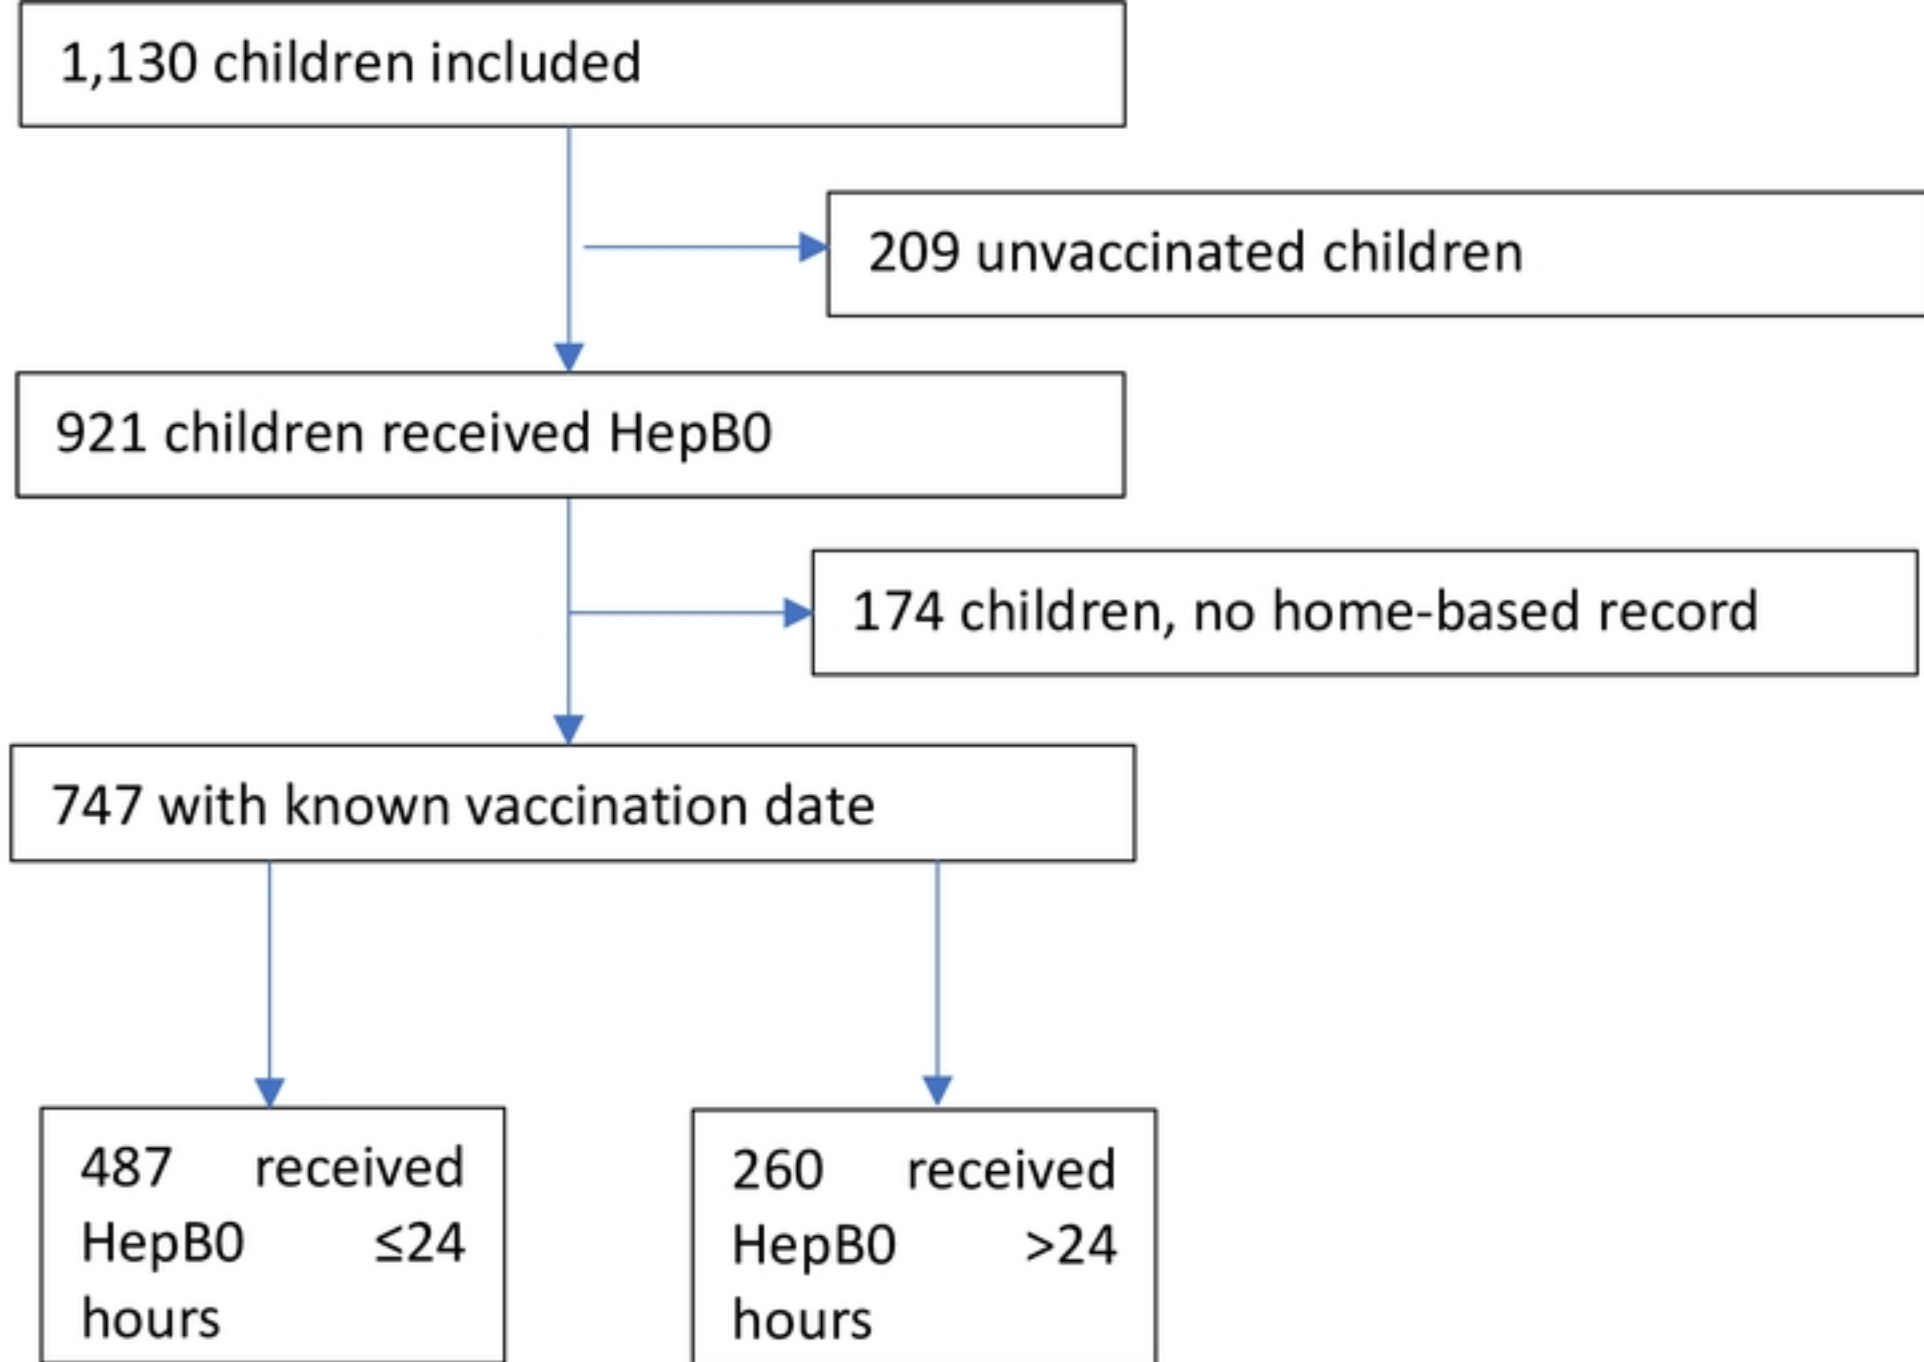 1,130 children included
209 unvaccinated children
921 children received HepB0
174 children, no home-based record
747 with known vaccination date
487 received
HepB0 ≤24
hours
260 received
HepB0 >24
hours